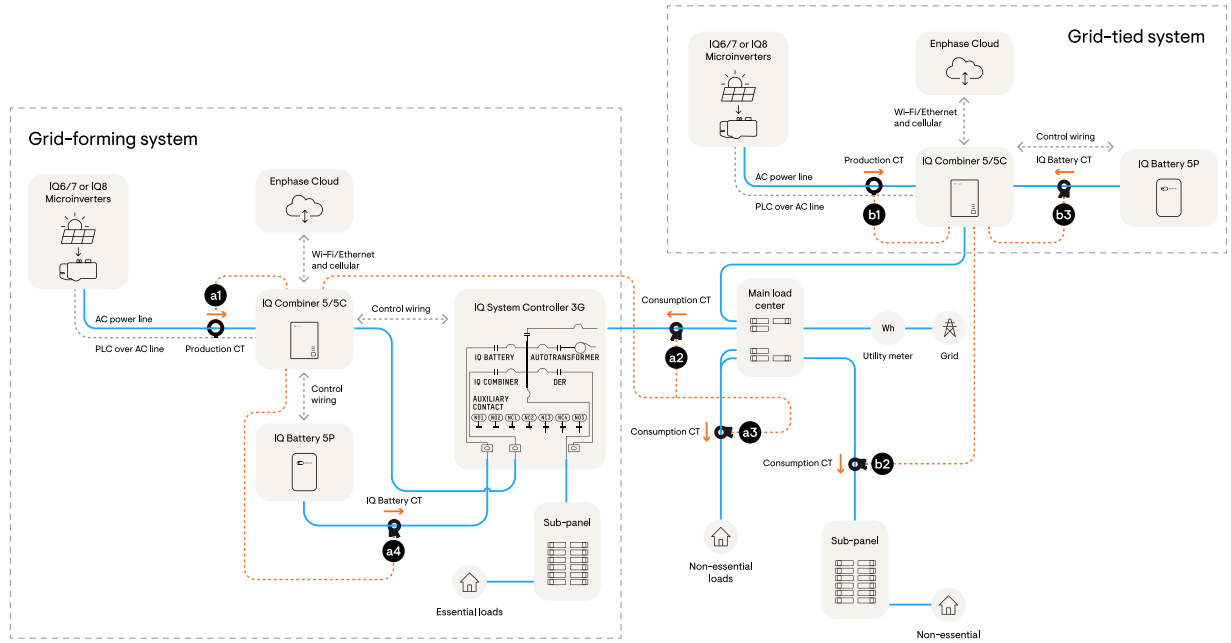 Grid-tied system
IQ6/7 or IQ8
Microinverters
Enphase Cloud
Wi-Fi/Ethernet
and cellular
Control wiring
Production CT
IQ Combiner 5/5C
IQ Battery CT
IQ Battery 5P
AC power line
PLC over AC line
b1
b3
Grid-forming system
IQ6/7 or IQ8
Microinverters
Enphase Cloud
Wi-Fi/Ethernet
and cellular
a1
IQ Combiner 5/5C
Control wiring
AC power line
PLC over AC line
Production CT
Control
wiring
IQ Battery 5P
IQ Battery CT
a4
IQ System Controller 3G
IQ BATTERY
AUTOTRANSFORMER
IQ COMBINER
DER
AUXILIARY
CONTACT
NO1
NO2
NC1
NC2
NC3
NC4
NO3
Sub-panel
Essential loads
Consumption CT
a2
Main load
center
Wh
Utility meter
Grid
Consumption CT
a3
Consumption CT
b2
Non-essential
loads
Sub-panel
Non-essential